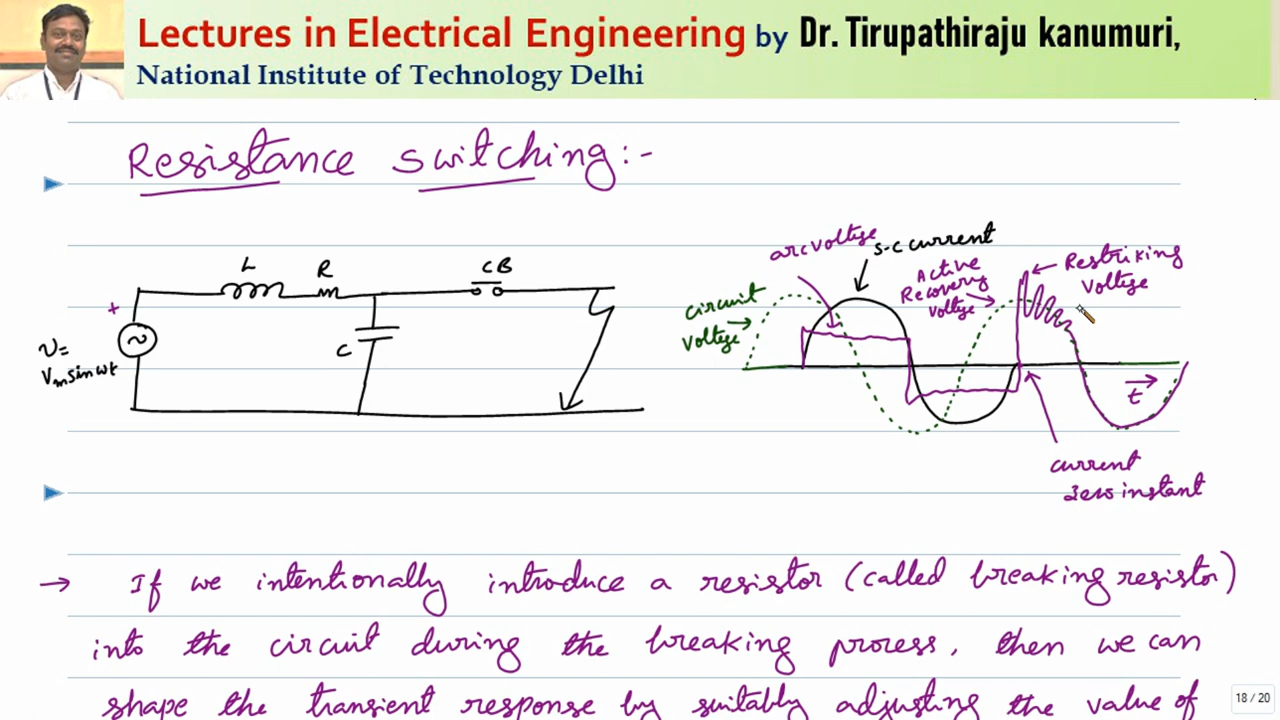 Lectures in Electrical Engineering by Dr. Tirupathiraju kanumuri,
National Institute of Technology Delhi
Resistance switching:-
L
R
CB
+
V=
Vm sin ωt
C
arc voltage
s-c current
circuit
voltage
Active
Recovery
voltage
Restriking
voltage
t
current
zero instant
→ If we intentionally introduce a resistor (called breaking resistor)
into the circuit during the breaking process, then we can
shape the transient response by suitably adjusting the value of
18 / 20